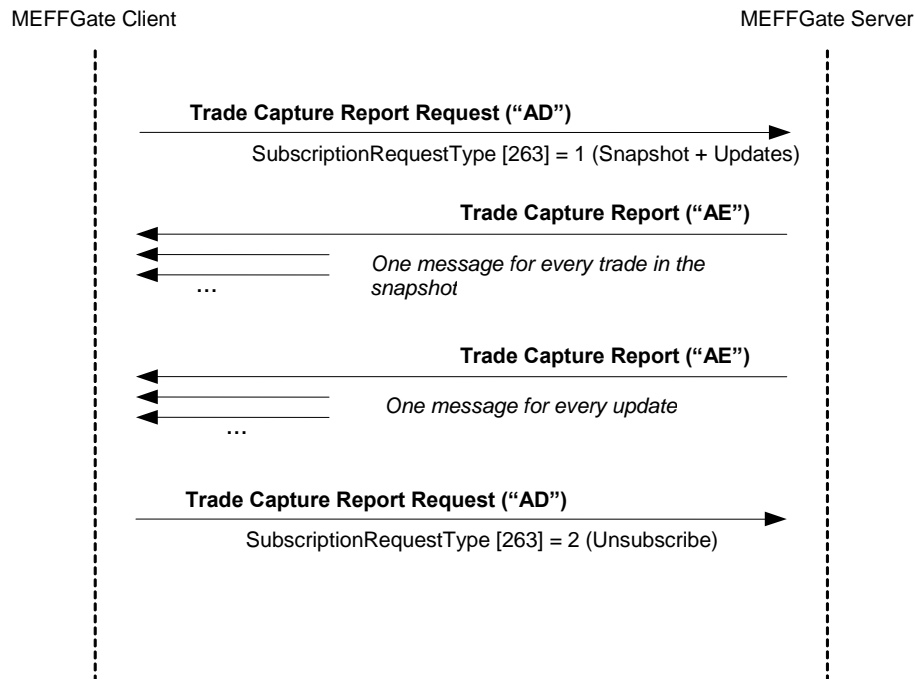 MEFFGate Client
MEFFGate Server
Trade Capture Report Request (“AD”)
SubscriptionRequestType [263] = 1 (Snapshot + Updates)
Trade Capture Report (“AE”)
One message for every trade in the
snapshot
...
Trade Capture Report (“AE”)
One message for every update
...
Trade Capture Report Request (“AD”)
SubscriptionRequestType [263] = 2 (Unsubscribe)